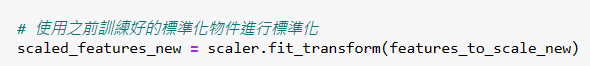 # 使用之前訓練好的標準化物件進行標準化
scaled_features_new = scaler.fit_transform(features_to_scale_new)